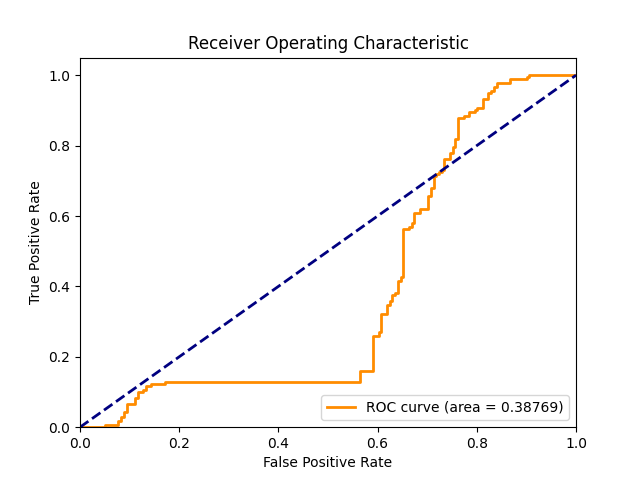 Receiver Operating Characteristic
True Positive Rate
1.0
0.8
0.6
0.4
0.2
0.0
ROC curve (area = 0.38769)
0.0 0.2 0.4 0.6 0.8 1.0
False Positive Rate